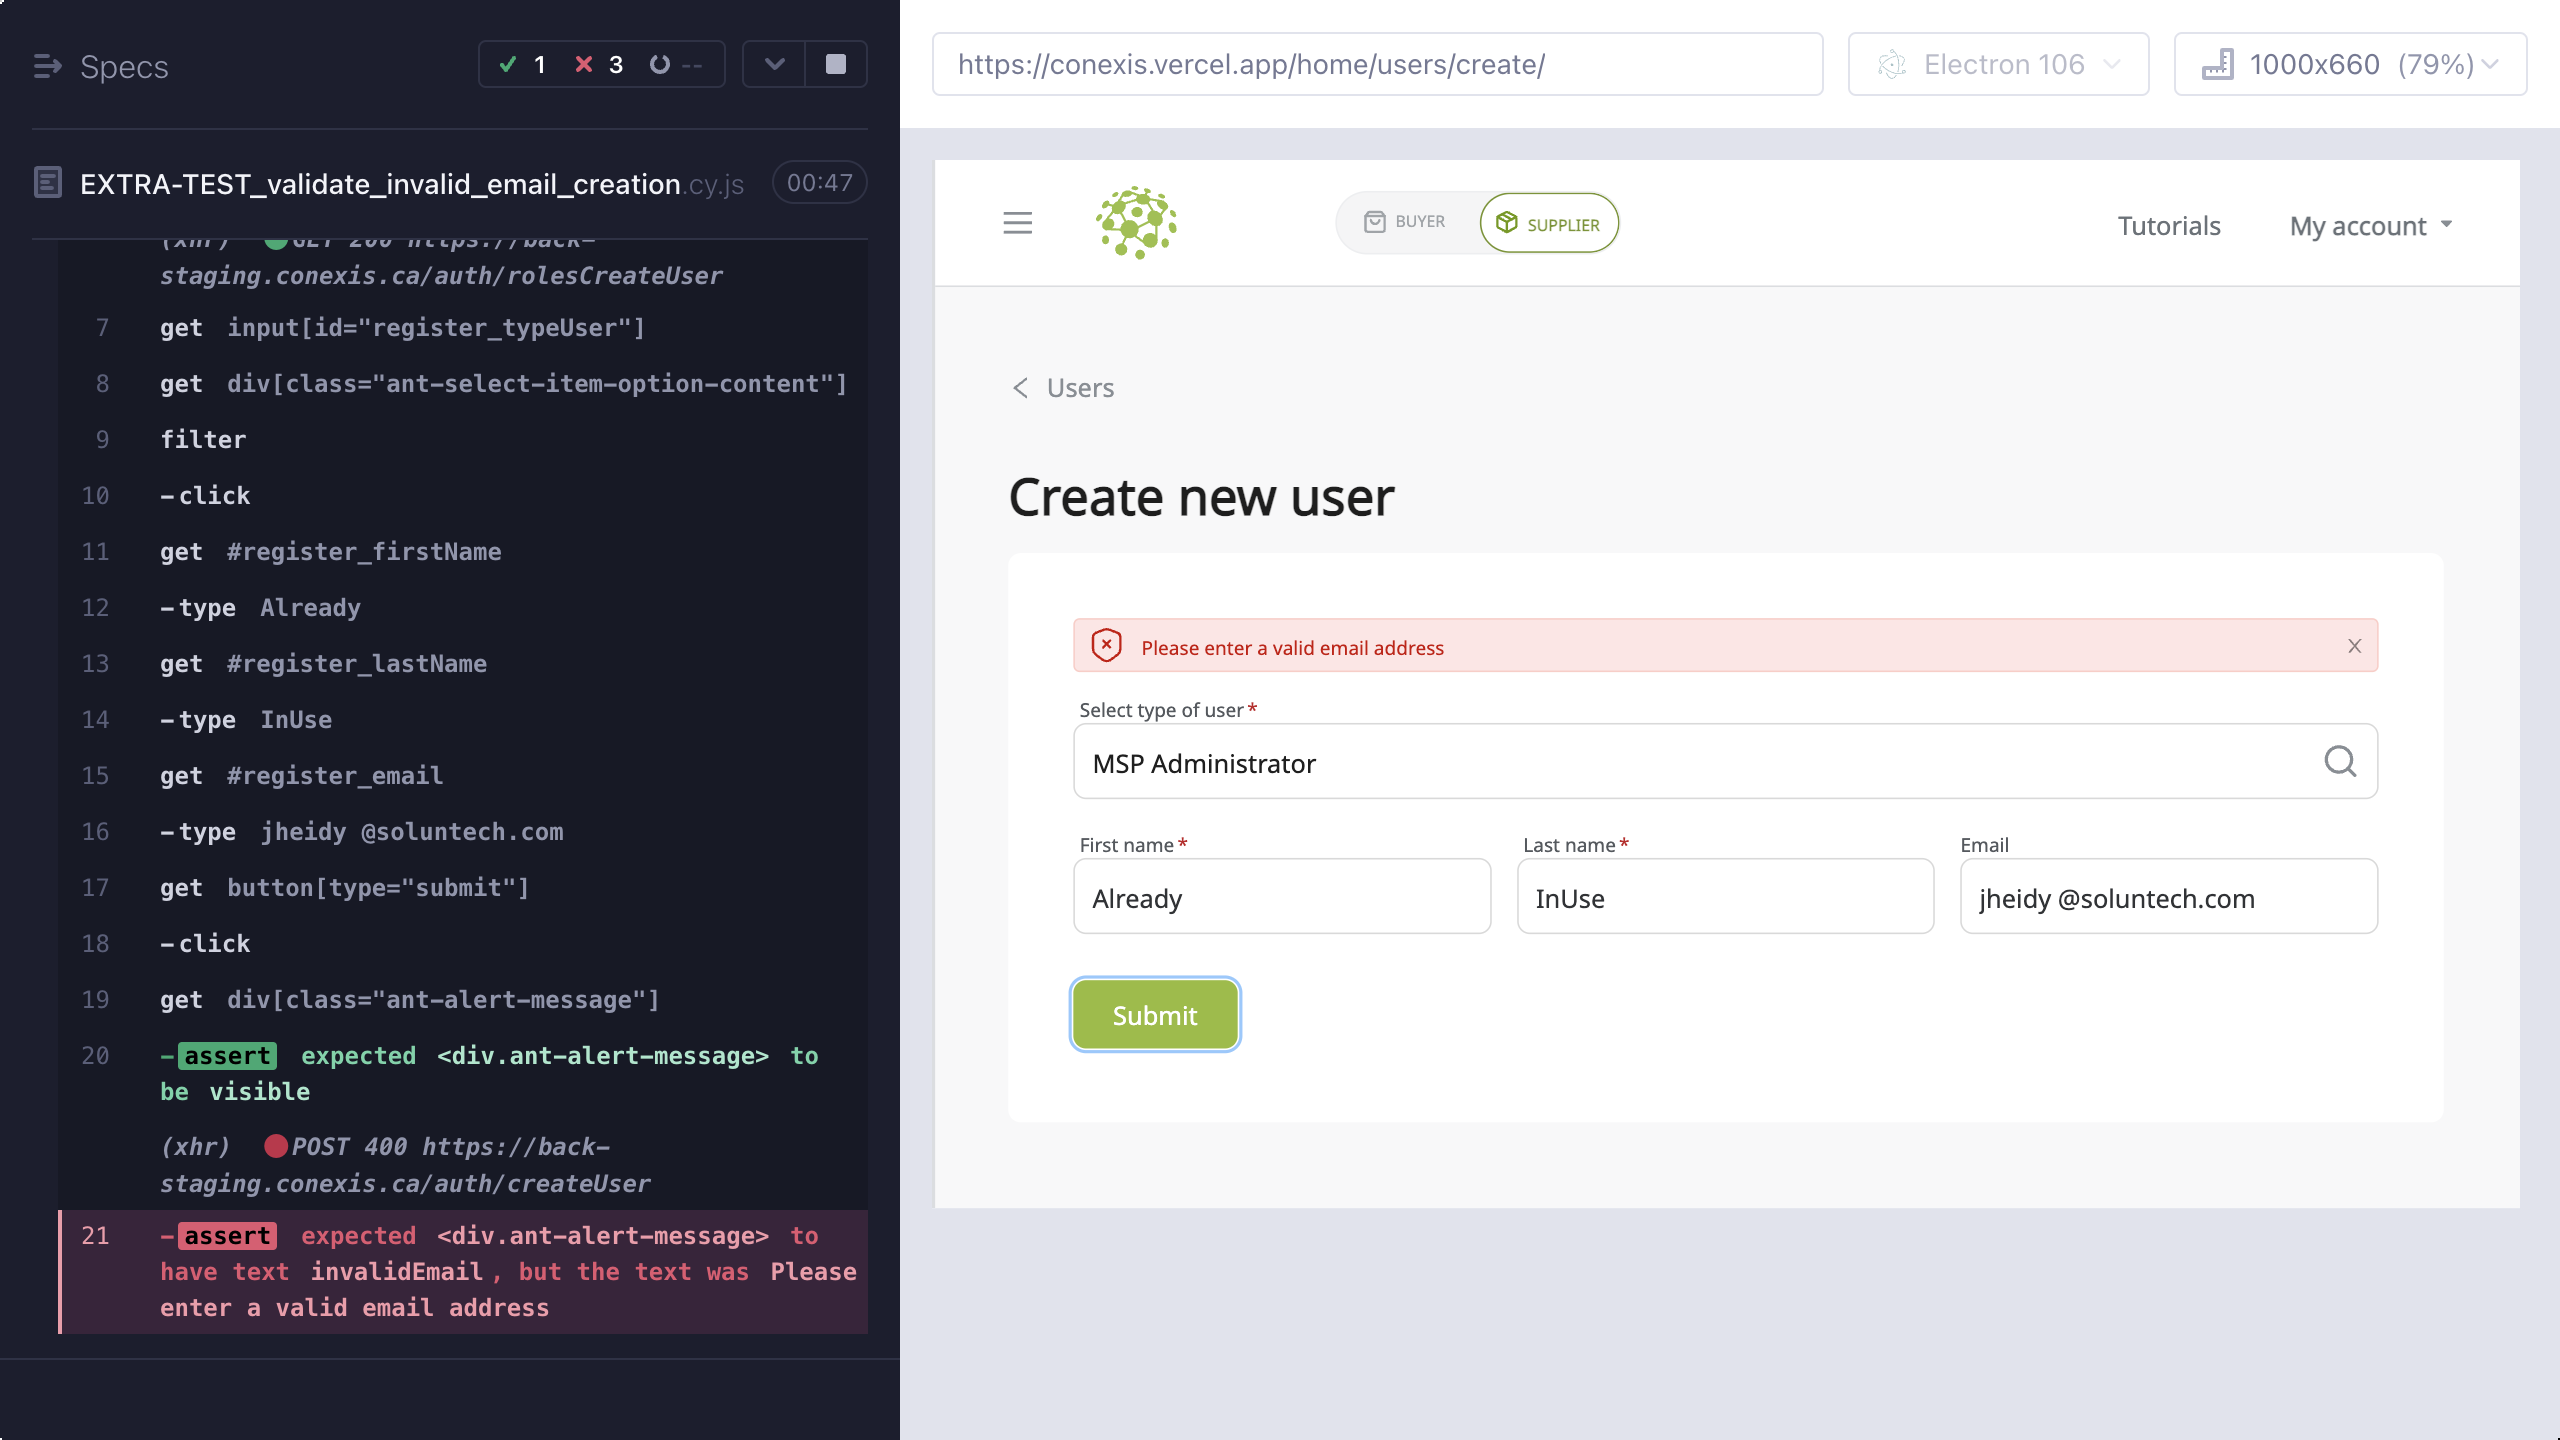 Specs
1 3 --
EXTRA-TEST_validate_invalid_email_creation.cy.js 00:47
(xhr) GET 200 https://back-
staging.conexis.ca/auth/rolesCreateUser
7 get input[id="register_typeUser"]
8 get div[class="ant-select-item-option-content"]
9 filter
10 -click
11 get #register_firstName
12 -type Already
13 get #register_lastName
14 -type InUse
15 get #register_email
16 -type jheidy @soluntech.com
17 get button[type="submit"]
18 -click
19 get div[class="ant-alert-message"]
20 -assert expected <div.ant-alert-message> to
be visible
(xhr) POST 400 https://back-
staging.conexis.ca/auth/createUser
21 -assert expected <div.ant-alert-message> to
have text invalidEmail, but the text was Please
enter a valid email address
https://conexis.vercel.app/home/users/create/
Electron 106
1000x660 (79%)
BUYER
SUPPLIER
Tutorials
My account
Users
Create new user
Please enter a valid email address
Select type of user*
MSP Administrator
First name* Last name* Email
Already InUse jheidy @soluntech.com
Submit